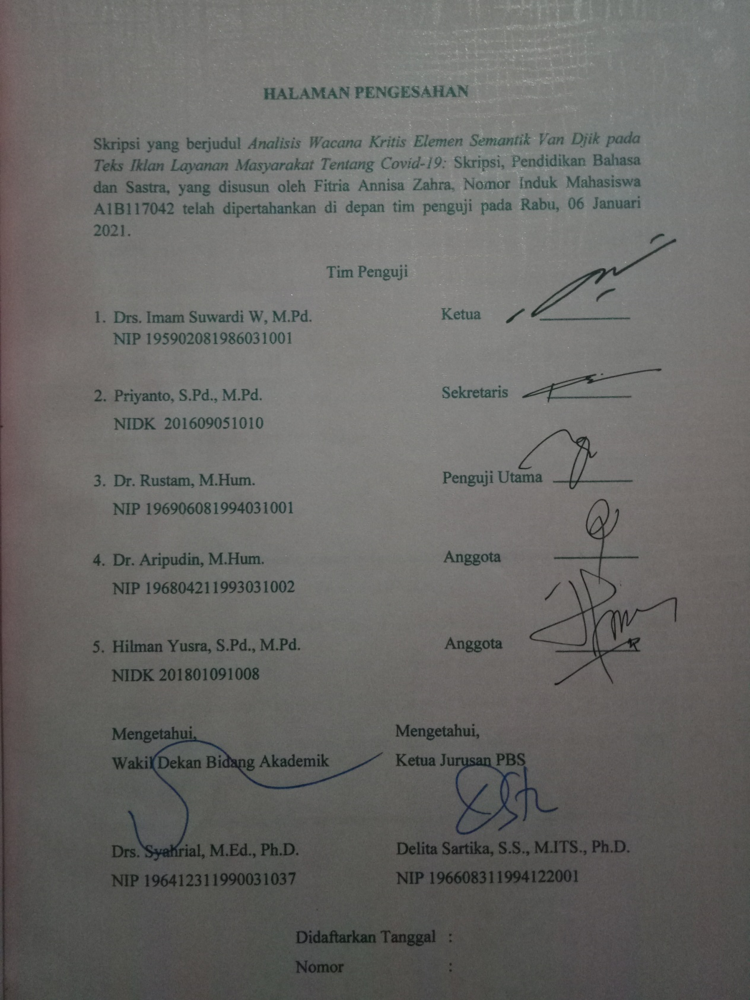 HALAMAN PENGESAHAN
Skripsi yang berjudul Analisis Wacana Kritis Elemen Semantik Van Djik pada
Teks Iklan Layanan Masyarakat Tentang Covid-19: Skripsi, Pendidikan Bahasa
dan Sastra, yang disusun oleh Fitria Annisa Zahra, Nomor Induk Mahasiswa
A1B117042 telah dipertahankan di depan tim penguji pada Rabu, 06 Januari
2021.
Tim Penguji
1. Drs. Imam Suwardi W, M.Pd. Ketua
NIP 195902081986031001
2. Priyanto, S.Pd., M.Pd. Sekretaris
NIDK 201609051010
3. Dr. Rustam, M.Hum. Penguji Utama
NIP 196906081994031001
4. Dr. Aripudin, M.Hum. Anggota
NIP 196804211993031002
5. Hilman Yusra, S.Pd., M.Pd. Anggota
NIDK 201801091008
Mengetahui, Mengetahui,
Wakil Dekan Bidang Akademik Ketua Jurusan PBS
Drs. Syahrial, M.Ed., Ph.D. Delita Sartika, S.S., M.ITS., Ph.D.
NIP 196412311990031037 NIP 196608311994122001
Didaftarkan Tanggal :
Nomor :